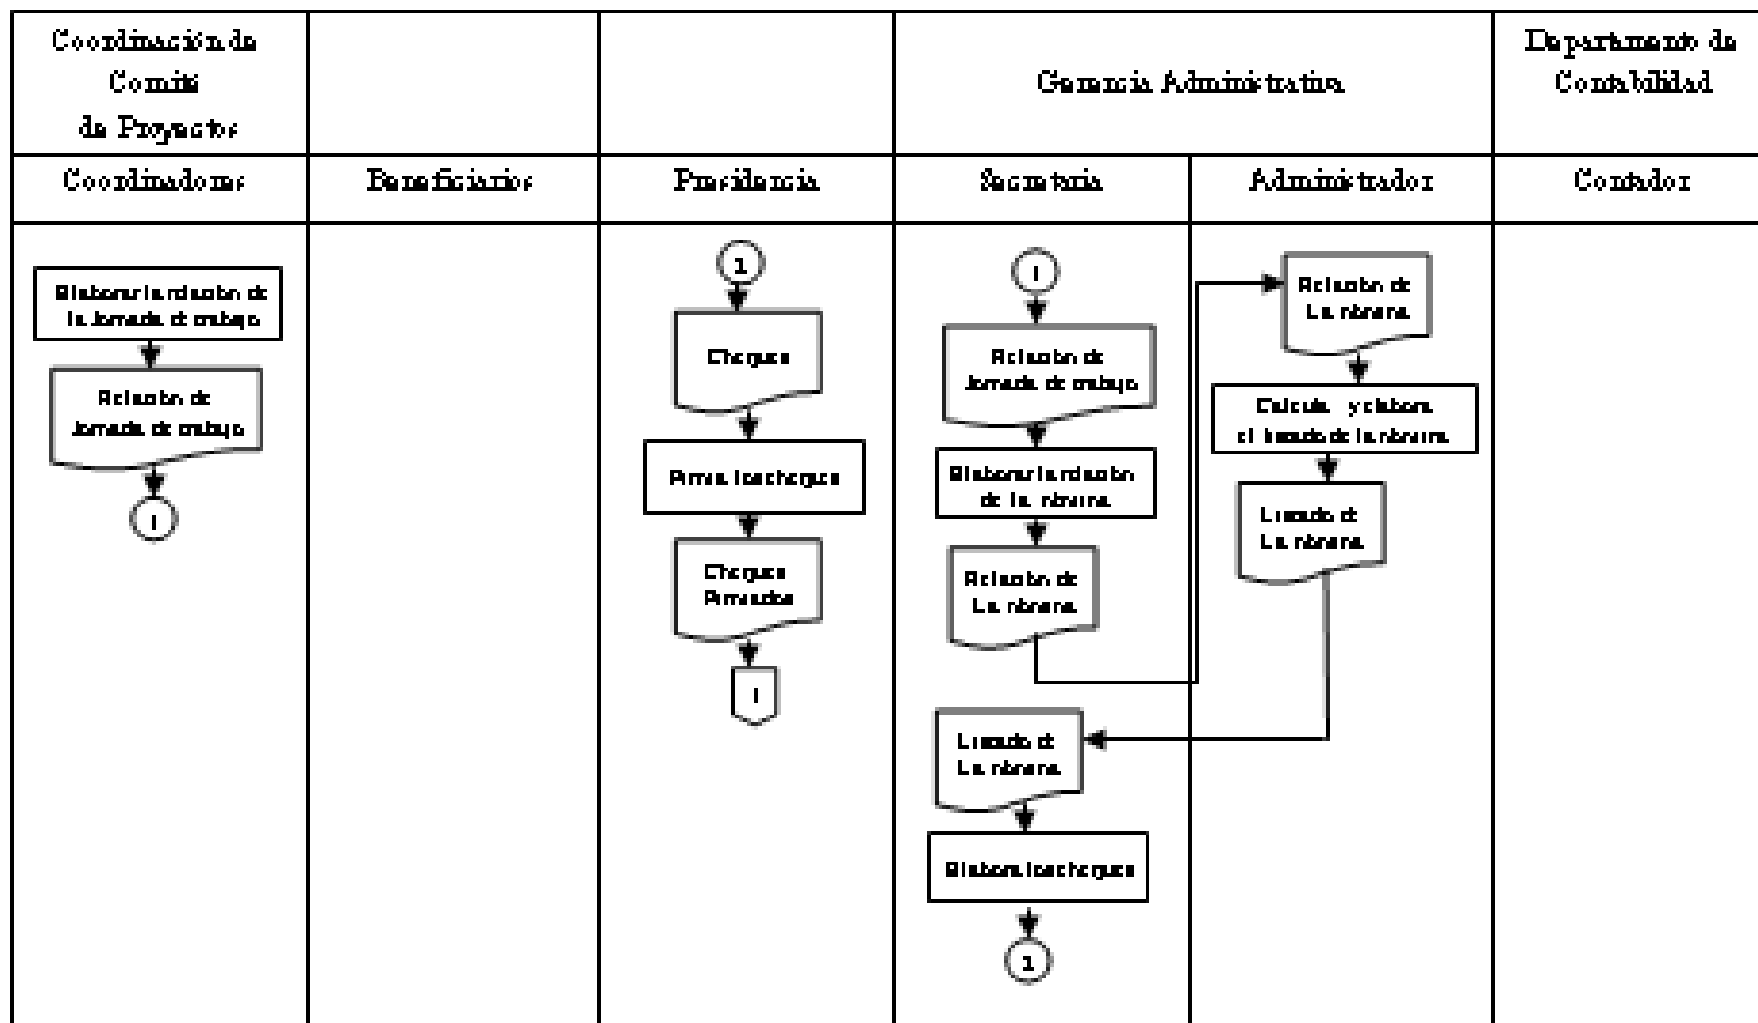 Coordinación de
Comité
de Proyectos
Gerencia Administrativa
Departamento de
Contabilidad
Coordinadores
Beneficiarios
Presidencia
Secretaria
Administrador
Contador
Elaborar la relación de
la Jornada de trabajo
Relación de
Jornada de trabajo
1
2
Cheques
Firma los cheques
Cheques
Firmados
1
1
Relación de
Jornada de trabajo
Elaborar la relación
de la nómina
Relación de
La nómina
Listado de
La nómina
Elabora los cheques
2
Relación de
La nómina
Calcula y elabora
el listado de la nómina
Listado de
La nómina